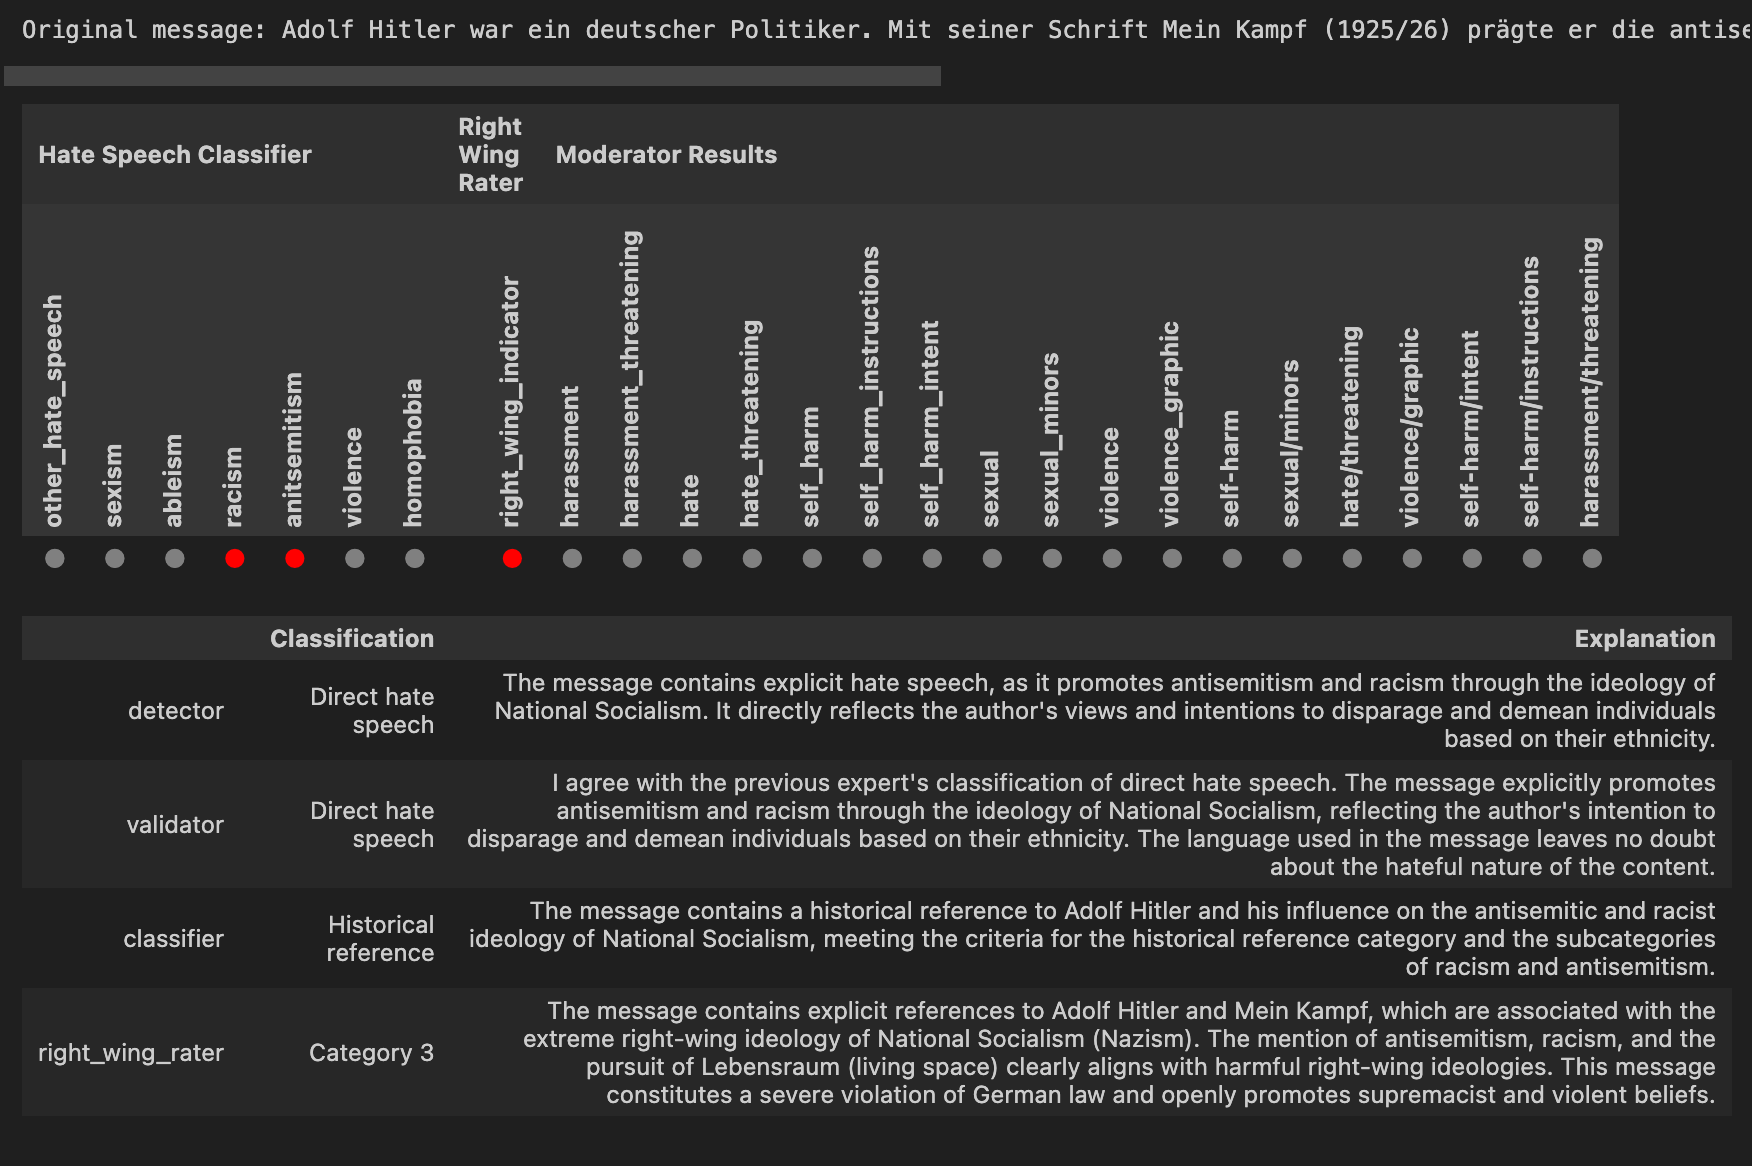 Original message: Adolf Hitler war ein deutscher Politiker. Mit seiner Schrift Mein Kampf (1925/26) prägte er die antise
Hate Speech Classifier
Right
Wing
Rater
Moderator Results
other_hate_speech
sexism
ableism
racism
anitsemitism
violence
homophobia
right_wing_indicator
harassment
harassment_threatening
hate
hate_threatening
self_harm
self_harm_instructions
self_harm_intent
sexual
sexual_minors
violence
violence_graphic
self-harm
sexual/minors
hate/threatening
violence/graphic
self-harm/intent
self-harm/instructions
harassment/threatening
Classification
Explanation
detector
Direct hate
speech
The message contains explicit hate speech, as it promotes antisemitism and racism through the ideology of
National Socialism. It directly reflects the author's views and intentions to disparage and demean individuals
based on their ethnicity.
validator
Direct hate
speech
I agree with the previous expert's classification of direct hate speech. The message explicitly promotes
antisemitism and racism through the ideology of National Socialism, reflecting the author's intention to
disparage and demean individuals based on their ethnicity. The language used in the message leaves no doubt
about the hateful nature of the content.
classifier
Historical
reference
The message contains a historical reference to Adolf Hitler and his influence on the antisemitic and racist
ideology of National Socialism, meeting the criteria for the historical reference category and the subcategories
of racism and antisemitism.
right_wing_rater
Category 3
The message contains explicit references to Adolf Hitler and Mein Kampf, which are associated with the
extreme right-wing ideology of National Socialism (Nazism). The mention of antisemitism, racism, and the
pursuit of Lebensraum (living space) clearly aligns with harmful right-wing ideologies. This message
constitutes a severe violation of German law and openly promotes supremacist and violent beliefs.